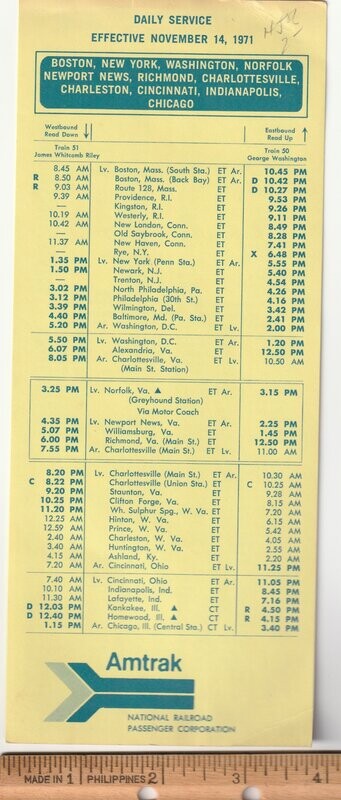 DAILY SERVICE
EFFECTIVE NOVEMBER 14, 1971
BOSTON, NEW YORK, WASHINGTON, NORFOLK
NEWPORT NEWS, RICHMOND, CHARLOTTESVILLE,
CHARLESTON, CINCINNATI, INDIANAPOLIS,
CHICAGO
Westbound Read Down ↓ Eastbound Read Up ↑
Train 51 James Whitcomb Riley Train 50 George Washington
8.45 AM Lv. Boston, Mass. (South Sta.) ET Ar. 10.45 PM
R 8.50 AM Boston, Mass. (Back Bay) ET Ar. D 10.42 PM
R 9.03 AM Route 128, Mass. ET D 10.27 PM
9.39 AM Providence, R.I. ET 9.53 PM
— Kingston, R.I. ET 9.26 PM
10.19 AM Westerly, R.I. ET 9.11 PM
10.42 AM New London, Conn. ET 8.49 PM
— Old Saybrook, Conn. ET 8.28 PM
11.37 AM New Haven, Conn. ET 7.41 PM
— Rye, N.Y. ET X 6.48 PM
1.35 PM Lv. New York (Penn Sta.) ET Ar. 5.55 PM
1.50 PM Newark, N.J. ET 5.40 PM
— Trenton, N.J. ET 4.54 PM
3.02 PM North Philadelphia, Pa. ET 4.26 PM
3.12 PM Philadelphia (30th St.) ET 4.16 PM
3.39 PM Wilmington, Del. ET 3.42 PM
4.40 PM Baltimore, Md. (Pa. Sta.) ET 2.41 PM
5.20 PM Ar. Washington, D.C. ET Lv. 2.00 PM
5.50 PM Lv. Washington, D.C. ET Ar. 1.20 PM
6.07 PM Alexandria, Va. ET 12.50 PM
8.05 PM Ar. Charlottesville, Va. ET Lv. 10.50 AM
(Main St. Station)
3.25 PM Lv. Norfolk, Va. ▲ ET Ar. 3.15 PM
(Greyhound Station)
Via Motor Coach
4.35 PM Lv. Newport News, Va. ET Ar. 2.25 PM
5.07 PM Williamsburg, Va. ET 1.45 PM
6.00 PM Richmond, Va. (Main St.) ET 12.50 PM
7.55 PM Ar. Charlottesville (Main St.) ET Lv. 11.00 AM
8.20 PM Lv. Charlottesville (Main St.) ET Ar. 10.30 AM
C 8.22 PM Charlottesville (Union Sta.) ET C 10.25 AM
9.20 PM Staunton, Va. ET 9.28 AM
10.25 PM Clifton Forge, Va. ET 8.15 AM
11.20 PM Wh. Sulphur Spg., W. Va. ET 7.20 AM
12.25 AM Hinton, W. Va. ET 6.15 AM
12.59 AM Prince, W. Va. ET 5.42 AM
2.40 AM Charleston, W. Va. ET 4.05 AM
3.40 AM Huntington, W. Va. ET 2.55 AM
4.15 AM Ashland, Ky. ET 2.20 AM
7.20 AM Ar. Cincinnati, Ohio ET Lv. 11.25 PM
7.40 AM Lv. Cincinnati, Ohio ET Ar. 11.05 PM
10.10 AM Indianapolis, Ind. ET 8.45 PM
11.30 AM Lafayette, Ind. ET 7.16 PM
D 12.03 PM Kankakee, Ill. ▲ CT R 4.50 PM
D 12.40 PM Homewood, Ill. ▲ CT R 4.15 PM
1.15 PM Ar. Chicago, Ill. (Central Sta.) CT Lv. 3.40 PM
Amtrak
NATIONAL RAILROAD
PASSENGER CORPORATION
MADE IN 1 PHILIPPINES 2 3 4